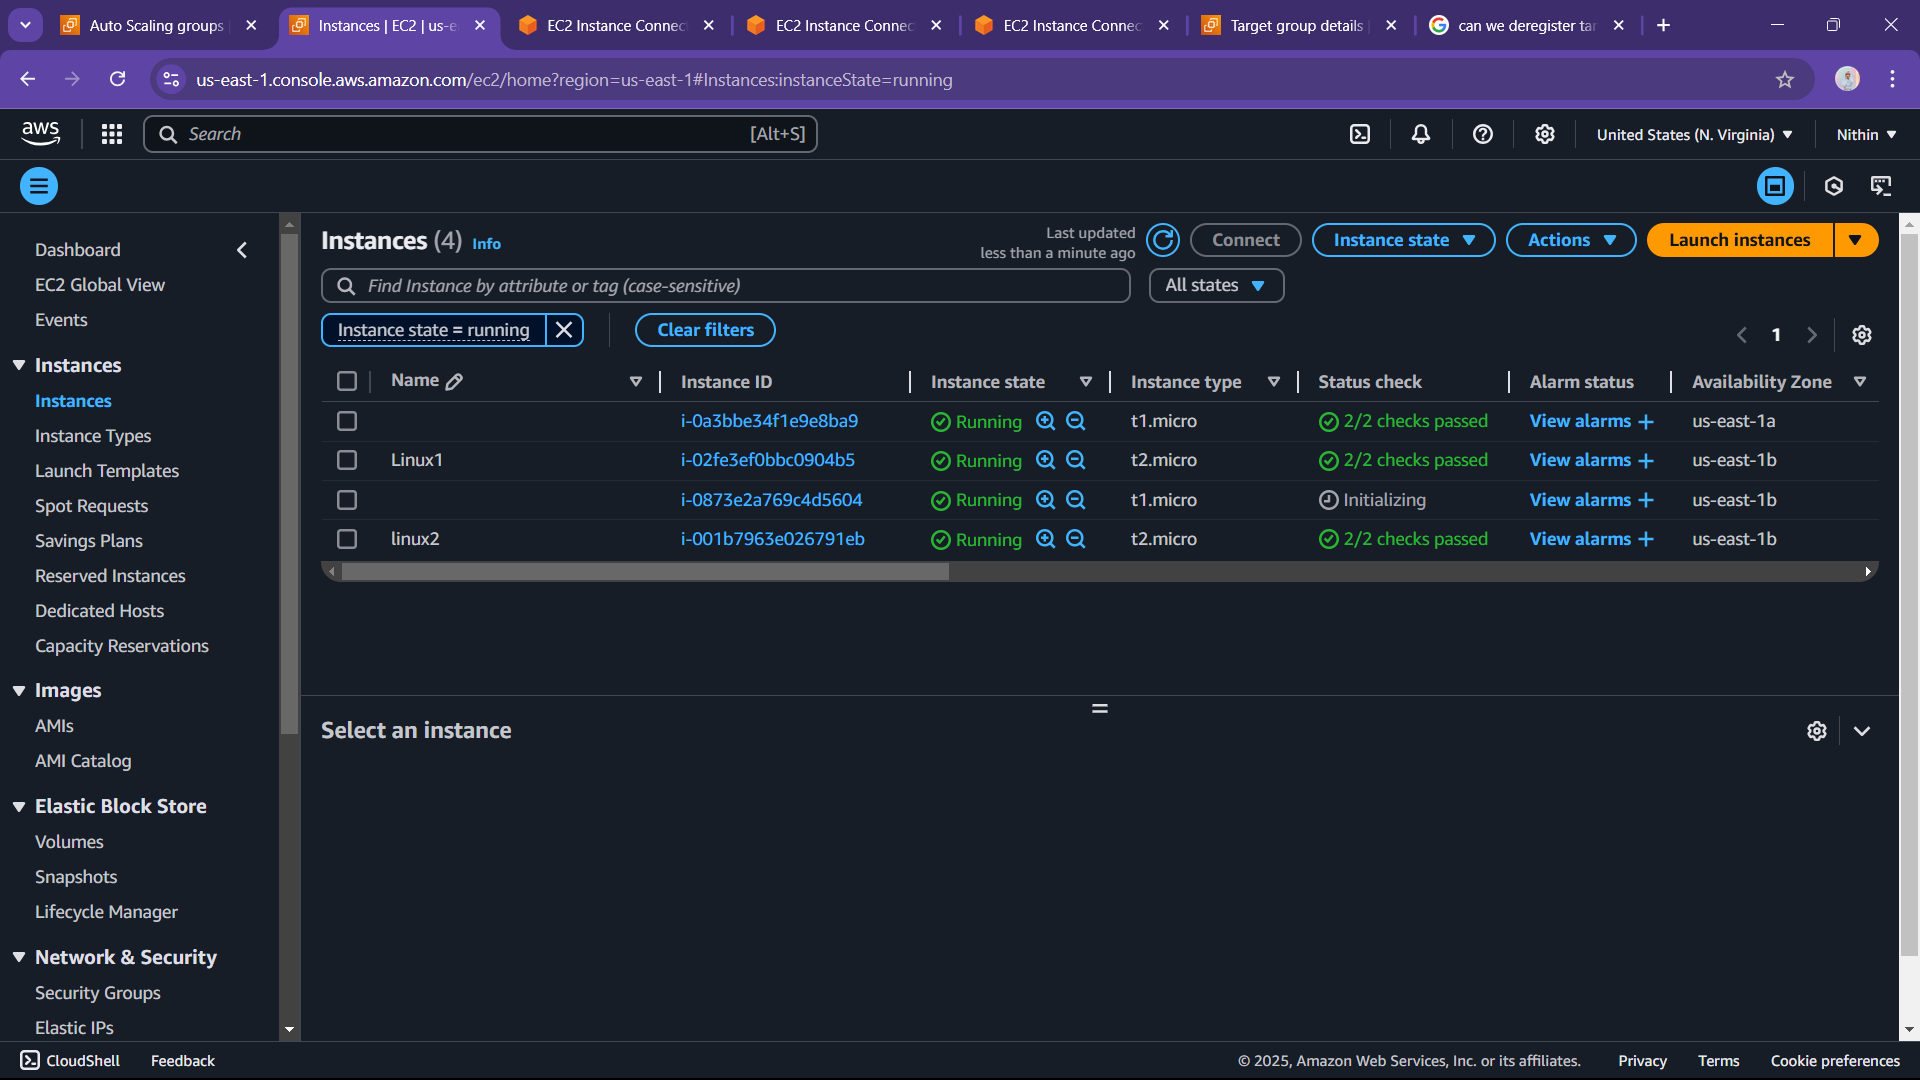 Auto Scaling groups
Instances | EC2 | us-e
EC2 Instance Connec
EC2 Instance Connec
EC2 Instance Connec
Target group details
can we deregister tar
us-east-1.console.aws.amazon.com/ec2/home?region=us-east-1#Instances:instanceState=running
aws
Search
[Alt+S]
United States (N. Virginia)
Nithin
Dashboard
EC2 Global View
Events
Instances
Instances
Instance Types
Launch Templates
Spot Requests
Savings Plans
Reserved Instances
Dedicated Hosts
Capacity Reservations
Images
AMIs
AMI Catalog
Elastic Block Store
Volumes
Snapshots
Lifecycle Manager
Network & Security
Security Groups
Elastic IPs
Instances (4) Info
Last updated
less than a minute ago
Connect
Instance state
Actions
Launch instances
Find Instance by attribute or tag (case-sensitive)
All states
Instance state = running
Clear filters
1
Name Instance ID Instance state Instance type Status check Alarm status Availability Zone
i-0a3bbe34f1e9e8ba9 Running t1.micro 2/2 checks passed View alarms + us-east-1a
Linux1 i-02fe3ef0bbc0904b5 Running t2.micro 2/2 checks passed View alarms + us-east-1b
i-0873e2a769c4d5604 Running t1.micro Initializing View alarms + us-east-1b
linux2 i-001b7963e026791eb Running t2.micro 2/2 checks passed View alarms + us-east-1b
Select an instance
CloudShell
Feedback
© 2025, Amazon Web Services, Inc. or its affiliates.
Privacy
Terms
Cookie preferences